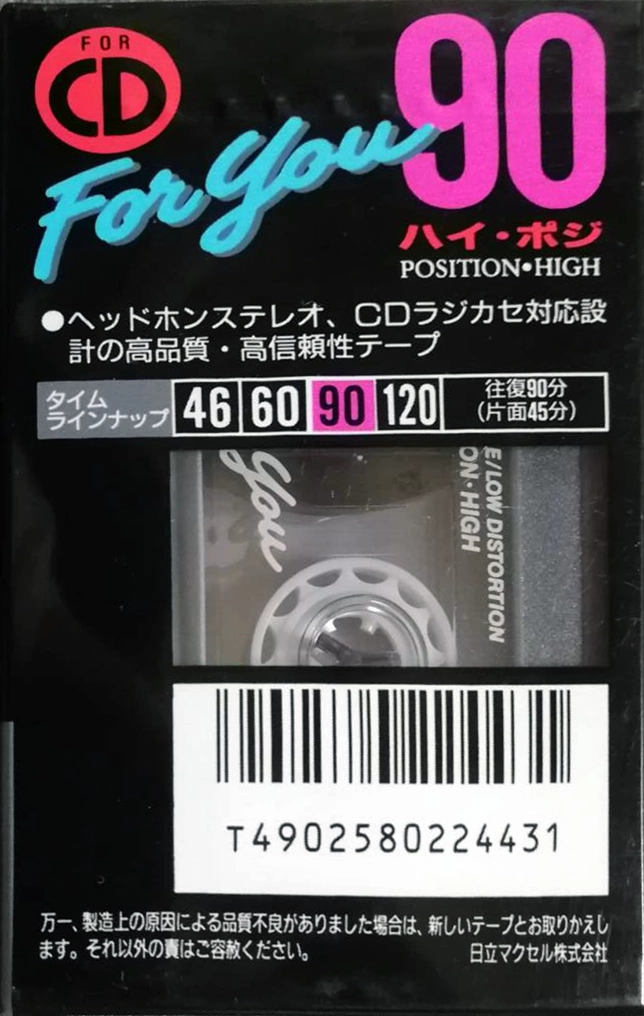 FOR
CD
For You
90
ハイ・ポジ
POSITION•HIGH
●ヘッドホンステレオ、CDラジカセ対応設
計の高品質・高信頼性テープ
タイム
ラインナップ
46 60 90 120
往復90分
(片面45分)
You
E/LOW DISTORTION
ON•HIGH
T4902580224431
万一、製造上の原因による品質不良がありました場合は、新しいテープとお取りかえし
ます。それ以外の責はご容赦ください。
日立マクセル株式会社